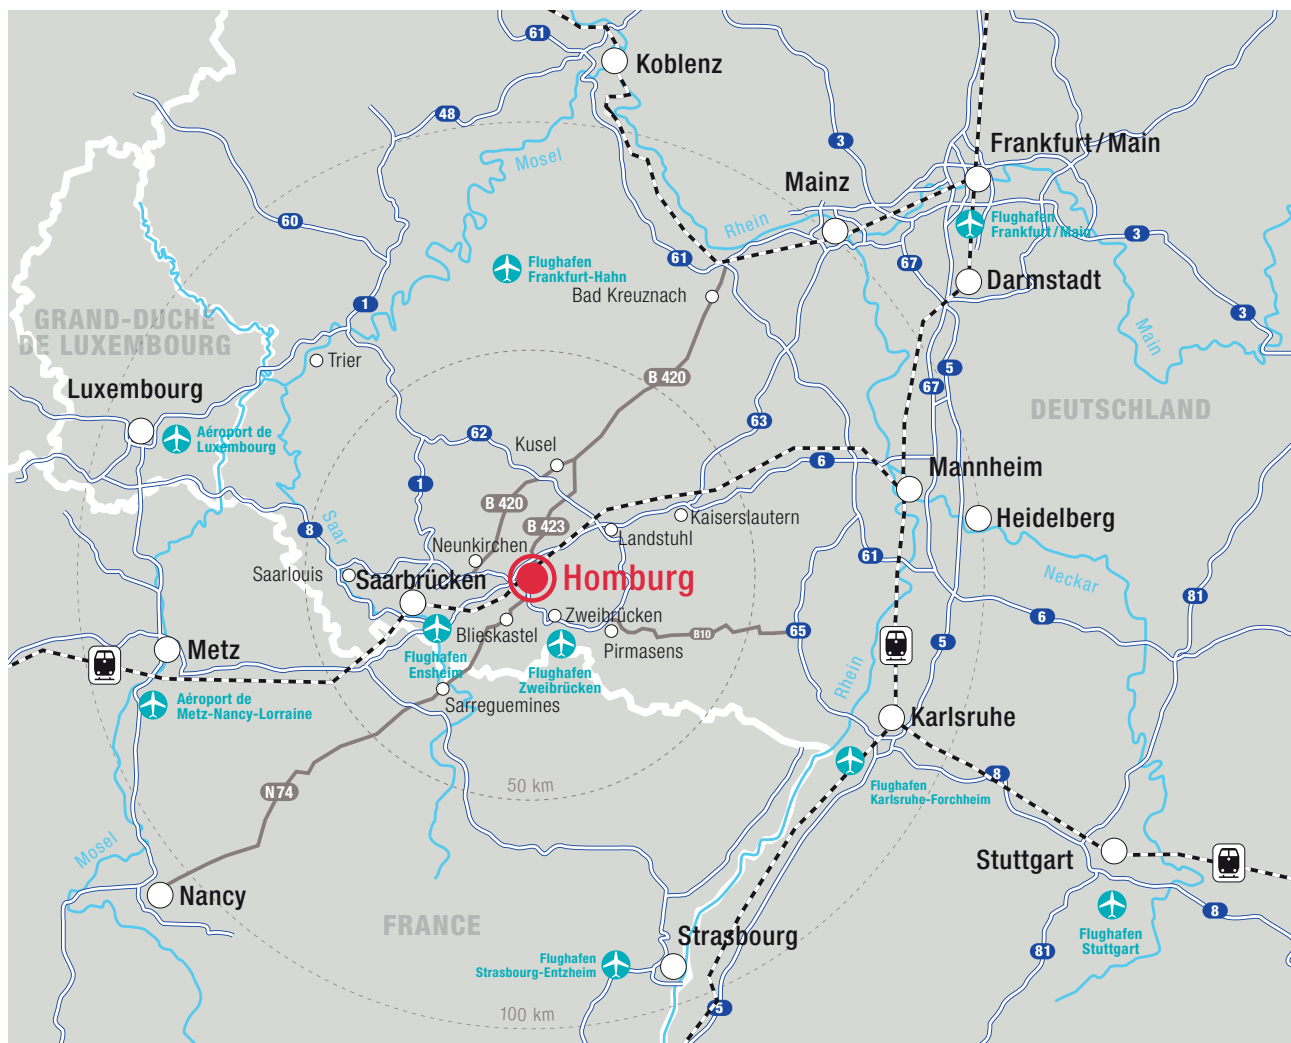 61
Koblenz
48
3
Frankfurt/Main
Mosel
Mainz
60
Rhein
Flughafen
Frankfurt/Main
3
61
67
Flughafen
Frankfurt-Hahn
Bad Kreuznach
Darmstadt
1
3
GRAND-DUCHÉ
DE LUXEMBOURG
Main
Trier
5
B 420
67
Luxembourg
DEUTSCHLAND
63
Aéroport de
Luxembourg
62
Kusel
6
Mannheim
1
B 420
Kaiserslautern
Heidelberg
8
Saar
B 423
Landstuhl
Neunkirchen
61
Saarlouis
Saarbrücken
Homburg
Neckar
81
Zweibrücken
6
Blieskastel
B10
65
5
Metz
Pirmasens
Flughafen
Ensheim
Flughafen
Zweibrücken
Rhein
Aéroport de
Metz-Nancy-Lorraine
Sarreguemines
Karlsruhe
50 km
8
N 74
Flughafen
Karlsruhe-Forchheim
Mosel
Stuttgart
Nancy
FRANCE
8
Strasbourg
Flughafen
Stuttgart
81
Flughafen
Strasbourg-Entzheim
5
100 km